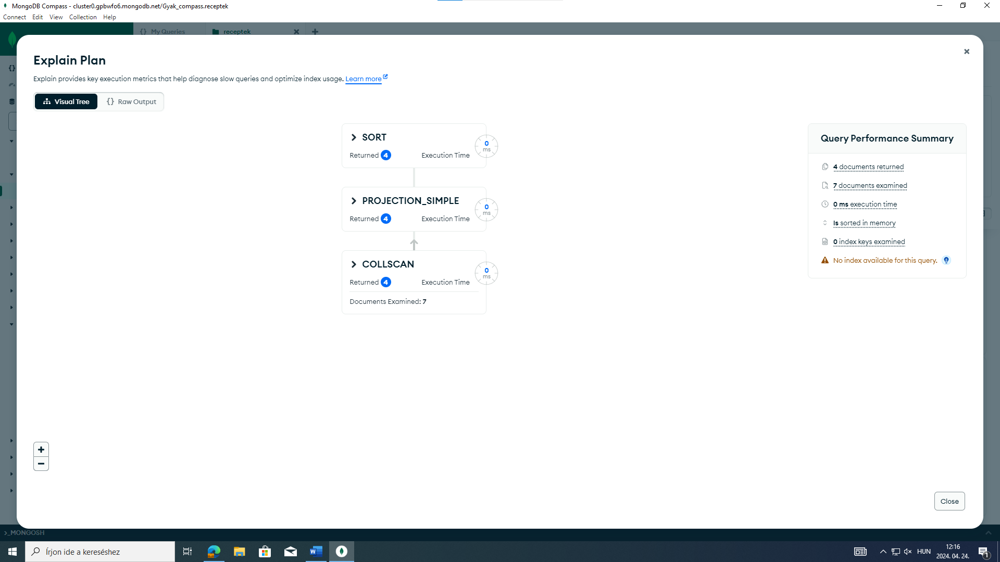 MongoDB Compass - cluster0.gpbwfo6.mongodb.net/Gyak_compass.receptek
Connect Edit View Collection Help
{} My Queries receptek
Explain Plan
Explain provides key execution metrics that help diagnose slow queries and optimize index usage. Learn more
Visual Tree {} Raw Output
SORT
Returned 4 Execution Time 0 ms
PROJECTION_SIMPLE
Returned 4 Execution Time 0 ms
COLLSCAN
Returned 4 Execution Time 0 ms
Documents Examined: 7
Query Performance Summary
4 documents returned
7 documents examined
0 ms execution time
Is sorted in memory
0 index keys examined
No index available for this query.
Close
>_MONGOSH
Írjon ide a kereséshez
HUN
12:16
2024. 04. 24.
1